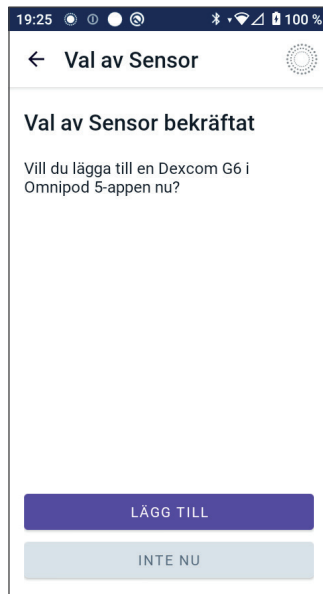 19:25 100 %
Val av Sensor
Val av Sensor bekräftat
Vill du lägga till en Dexcom G6 i
Omnipod 5-appen nu?
LÄGG TILL
INTE NU